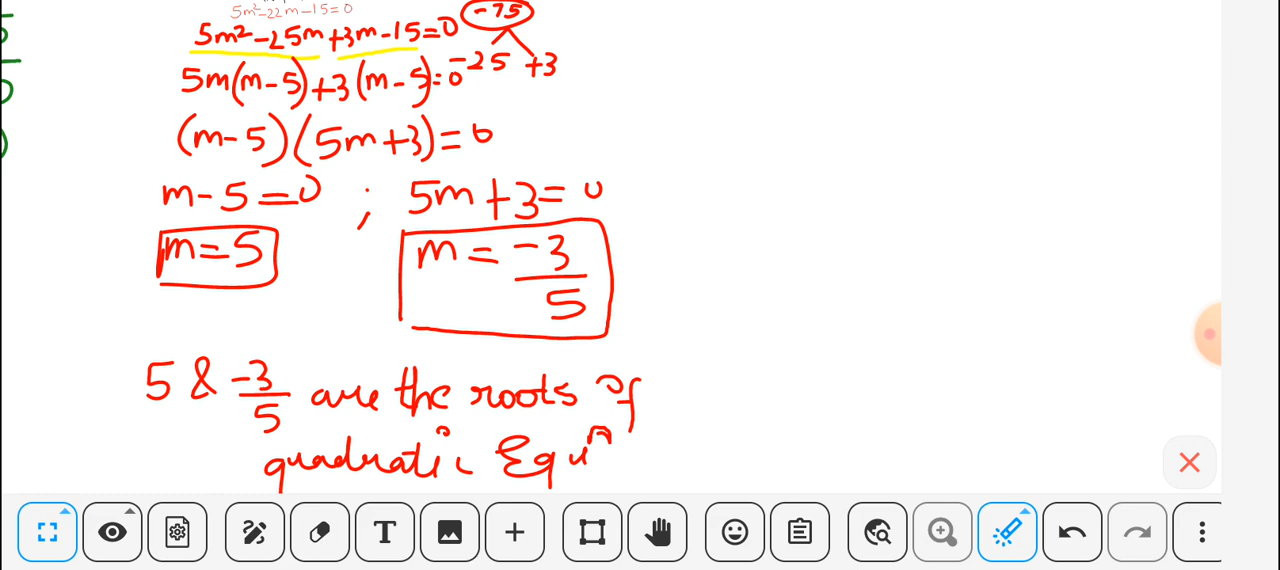 5m²-22m-15=0
5m²-25m+3m-15=0 -75
5m(m-5)+3(m-5)=0 -25 +3
(m-5)(5m+3)=0
m-5=0 ; 5m+3=0
m=5 m=-3/5
5 & -3/5 are the roots of
quadratic Equⁿ
T